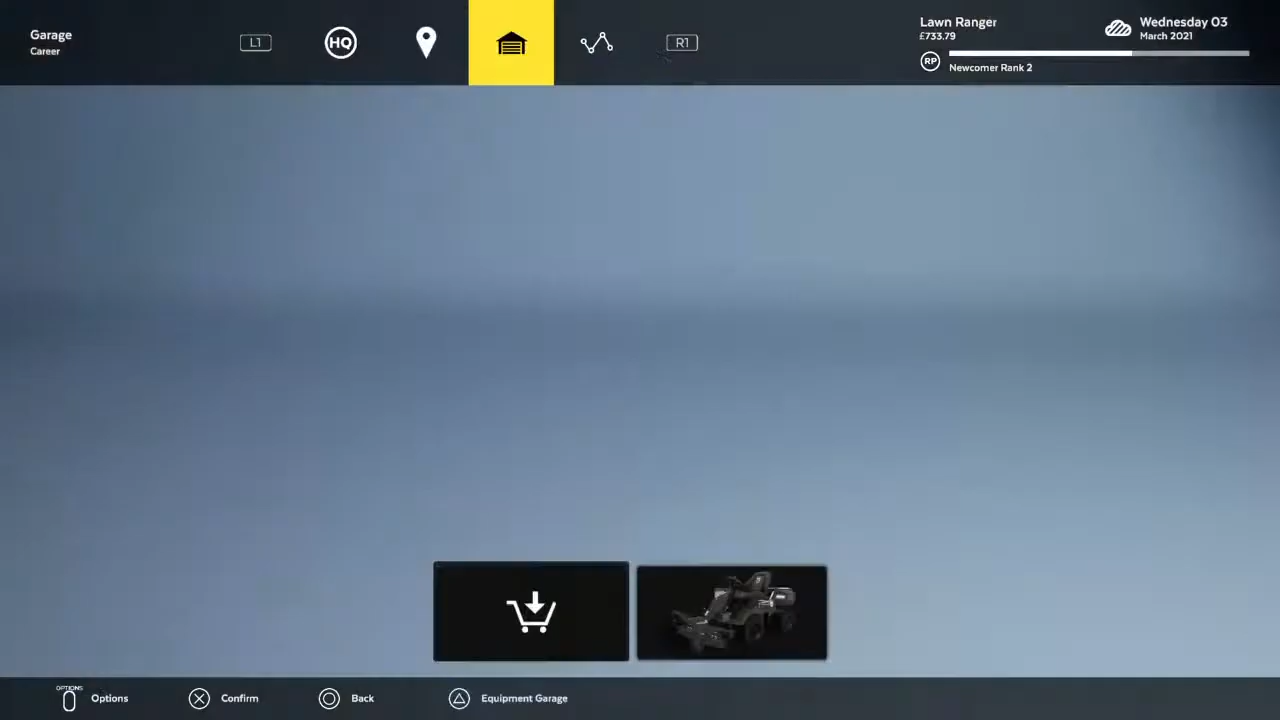 Garage
Career
L1
HQ
R1
Lawn Ranger
£733.79
Wednesday 03
March 2021
RP
Newcomer Rank 2
OPTIONS
Options
Confirm
Back
Equipment Garage